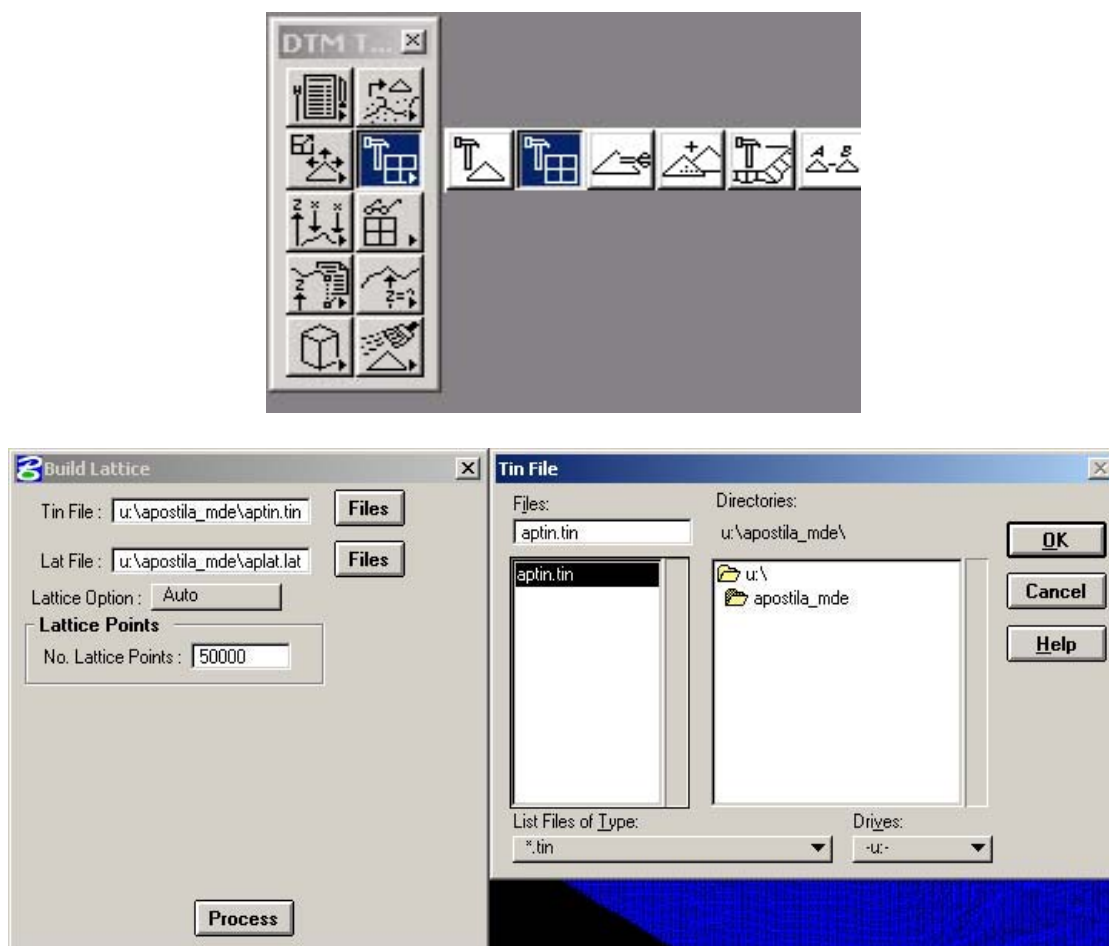 DTM T...
Build Lattice
Tin File : u:\apostila_mde\aptin.tin Files
Lat File : u:\apostila_mde\aplat.lat Files
Lattice Option : Auto
Lattice Points
No. Lattice Points : 50000
Process
Tin File
Files:
aptin.tin
aptin.tin
List Files of Type:
*.tin
Directories:
u:\apostila_mde\
u:\
apostila_mde
Drives:
-u:-
OK
Cancel
Help